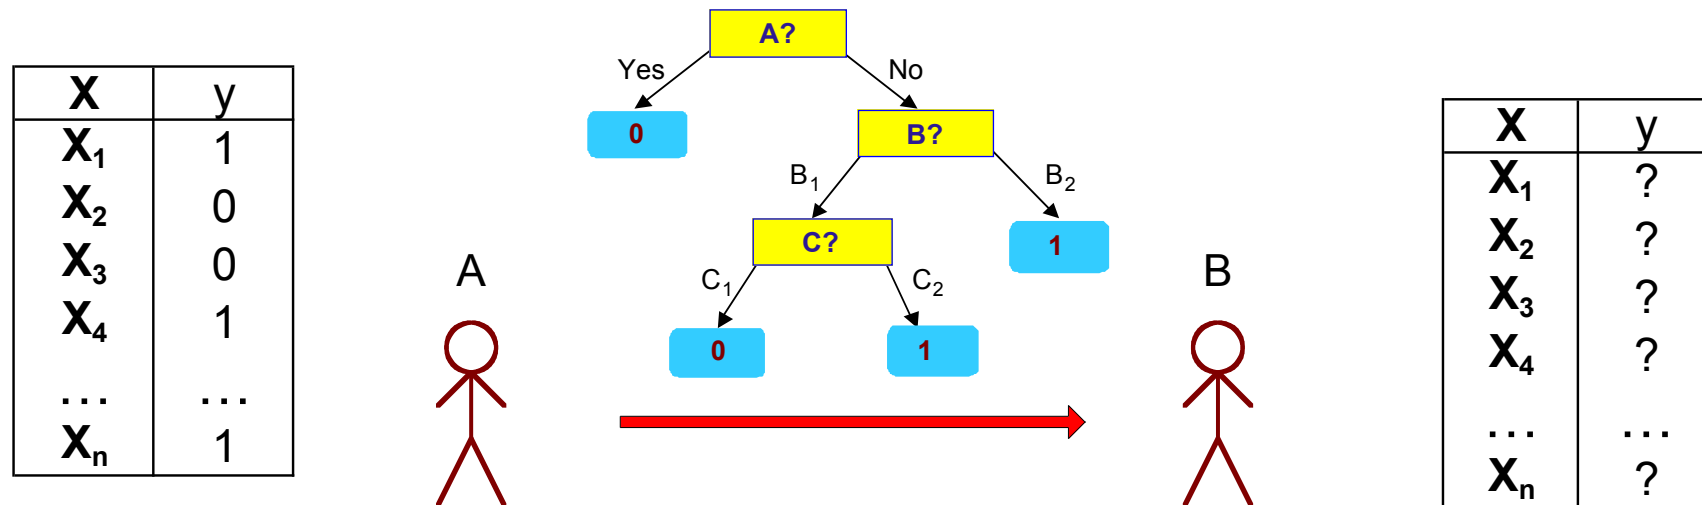 X y
X₁ 1
X₂ 0
X₃ 0
X₄ 1
... ...
Xₙ 1
A
A?
Yes No
0 B?
B₁ B₂
C? 1
C₁ C₂
0 1
B
X y
X₁ ?
X₂ ?
X₃ ?
X₄ ?
... ...
Xₙ ?